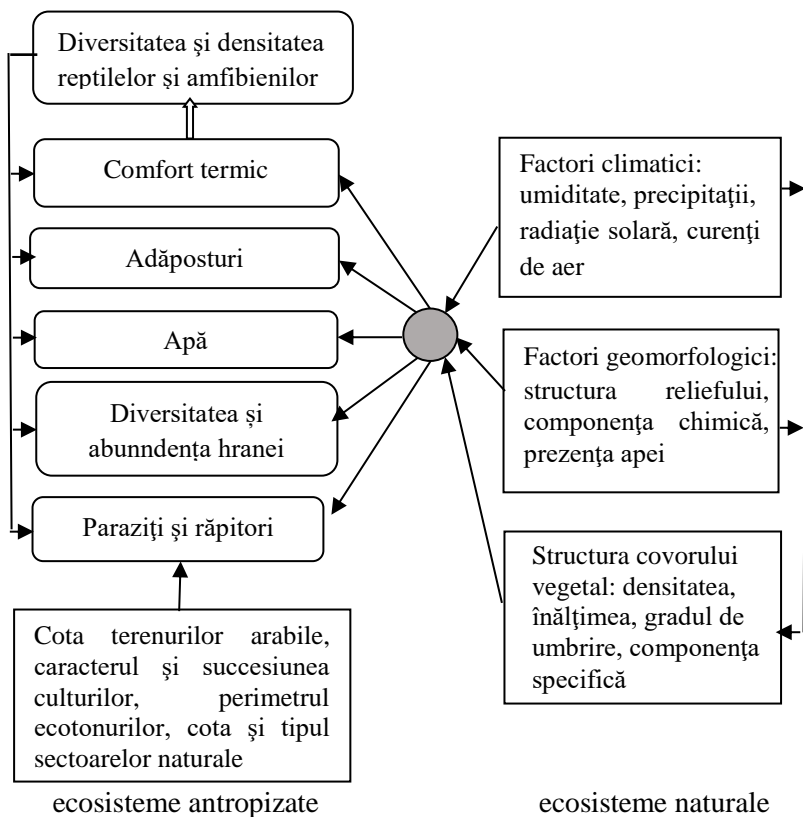 Diversitatea şi densitatea
reptilelor și amfibienilor
Comfort termic
Adăposturi
Apă
Diversitatea și
abunndența hranei
Paraziţi şi răpitori
Cota terenurilor arabile,
caracterul şi succesiunea
culturilor, perimetrul
ecotonurilor, cota şi tipul
sectoarelor naturale
ecosisteme antropizate
Factori climatici:
umiditate, precipitaţii,
radiaţie solară, curenţi
de aer
Factori geomorfologici:
structura reliefului,
componenţa chimică,
prezenţa apei
Structura covorului
vegetal: densitatea,
înălţimea, gradul de
umbrire, componenţa
specifică
ecosisteme naturale